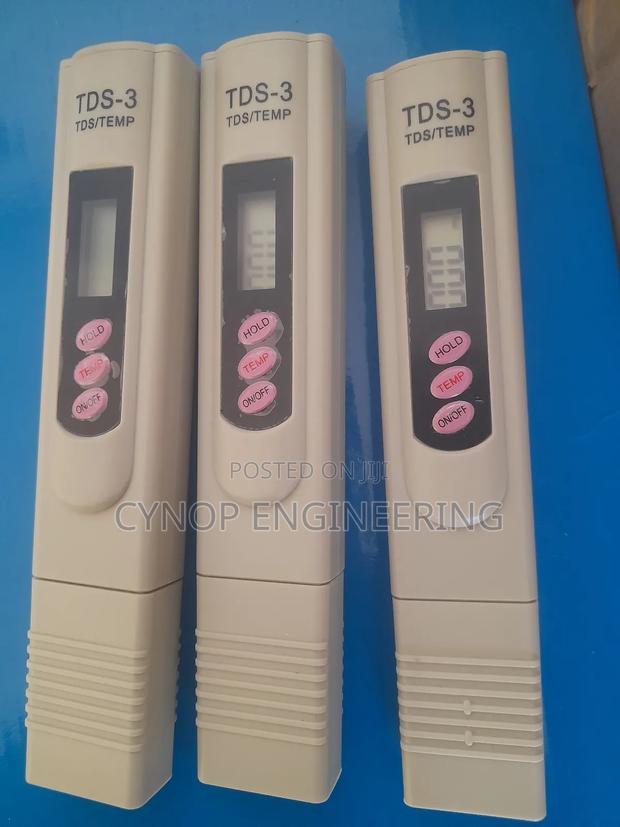 TDS-3
TDS/TEMP
HOLD
TEMP
ON/OFF
TDS-3
TDS/TEMP
HOLD
TEMP
ON/OFF
TDS-3
TDS/TEMP
HOLD
TEMP
ON/OFF
POSTED ON JIJI
CYNOP ENGINEERING